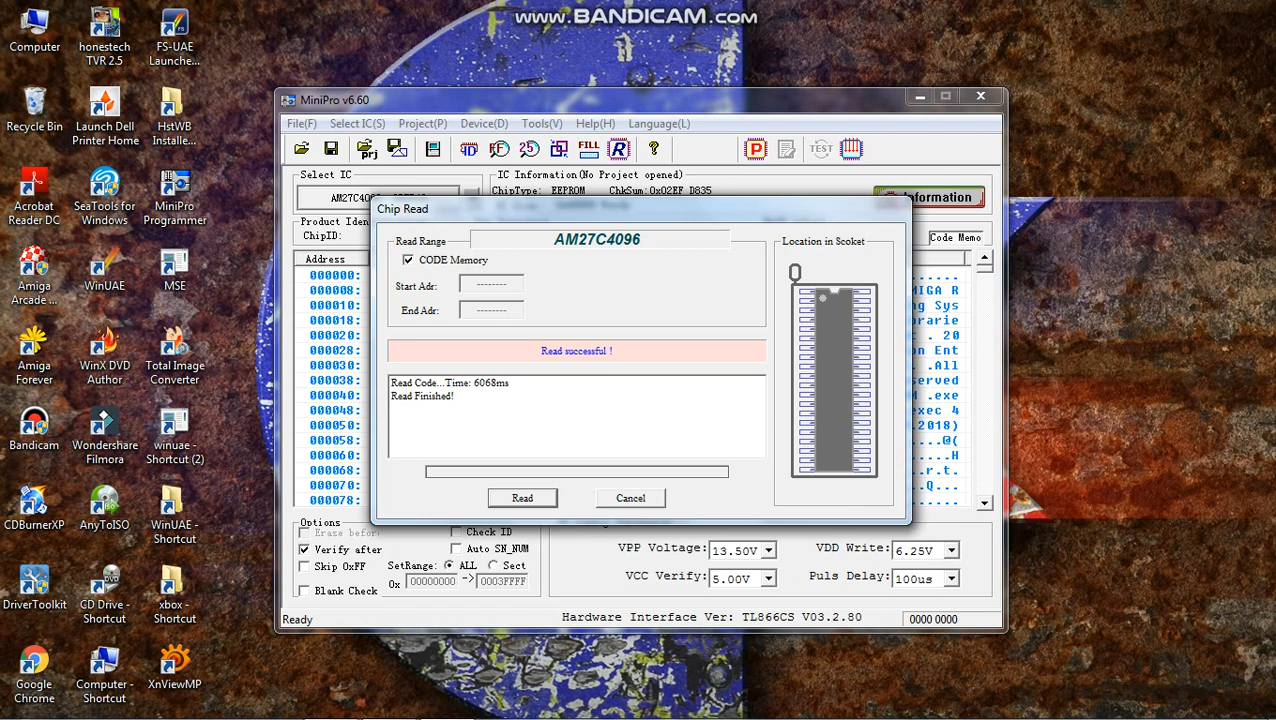 www.BANDICAM.com
Computer
honestech
TVR 2.5
FS-UAE
Launche...
Recycle Bin
Launch Dell
Printer Home
HstWB
Installe...
Acrobat
Reader DC
SeaTools for
Windows
MiniPro
Programmer
Amiga
Arcade ...
WinUAE
MSE
Amiga
Forever
WinX DVD
Author
Total Image
Converter
Bandicam
Wondershare
Filmora
winuae -
Shortcut (2)
CDBurnerXP
AnyToISO
WinUAE -
Shortcut
DriverToolkit
CD Drive -
Shortcut
xbox -
Shortcut
Google
Chrome
Computer -
Shortcut
XnViewMP
MiniPro v6.60
File(F) Select IC(S) Project(P) Device(D) Tools(V) Help(H) Language(L)
prj FILL R ? P TEST
Select IC
IC Information(No Project opened)
ChipType: EEPROM ChkSum:0x02EF D835
Information
ChipID:
Code Memo
Address
000000:
000008:
000010:
000018:
000020:
000028:
000030:
000038:
000040:
000048:
000050:
000058:
000060:
000068:
000070:
000078:
MIGA R
ng Sys
brarie
t . 20
on Ent
.All
served
M .exe
exec 4
.2018)
....@(
....H
..r.t.
..Q...
Chip Read
Read Range
AM27C4096
CODE Memory
Start Adr: --------
End Adr: --------
Read successful !
Read Code...Time: 6068ms
Read Finished!
Read
Cancel
Location in Scoket
Options
Verify after
Skip 0xFF
Blank Check
Check ID
Auto SN_NUM
SetRange: ALL Sect
0x 00000000 -> 0003FFFF
VPP Voltage: 13.50V
VDD Write: 6.25V
VCC Verify: 5.00V
Puls Delay: 100us
Ready
Hardware Interface Ver: TL866CS V03.2.80
0000 0000